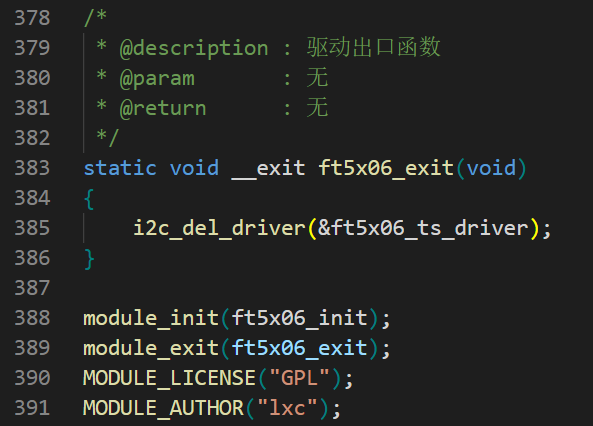 378 /*
379  * @description : 驱动出口函数
380  * @param       : 无
381  * @return      : 无
382  */
383 static void __exit ft5x06_exit(void)
384 {
385     i2c_del_driver(&ft5x06_ts_driver);
386 }
387
388 module_init(ft5x06_init);
389 module_exit(ft5x06_exit);
390 MODULE_LICENSE("GPL");
391 MODULE_AUTHOR("lxc");